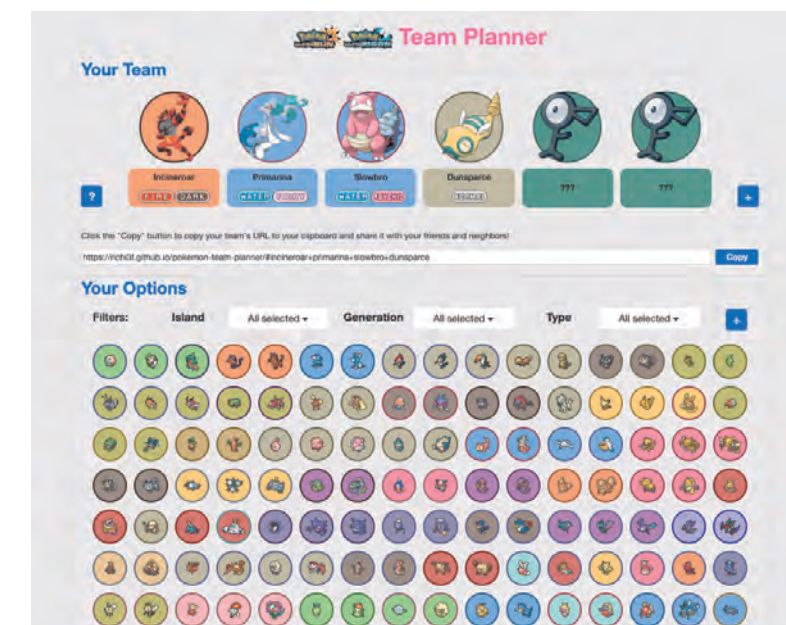 Team Planner
Your Team
Incineroar Primarina Slowbro Dunsparce ??? ???
? FIRE DARK WATER FAIRY WATER PSYCHIC NORMAL +
Click the "Copy" button to copy your team's URL to your clipboard and share it with your friends and neighbors!
https://richi3f.github.io/pokemon-team-planner/#incineroar+primarina+slowbro+dunsparce Copy
Your Options
Filters: Island All selected Generation All selected Type All selected +